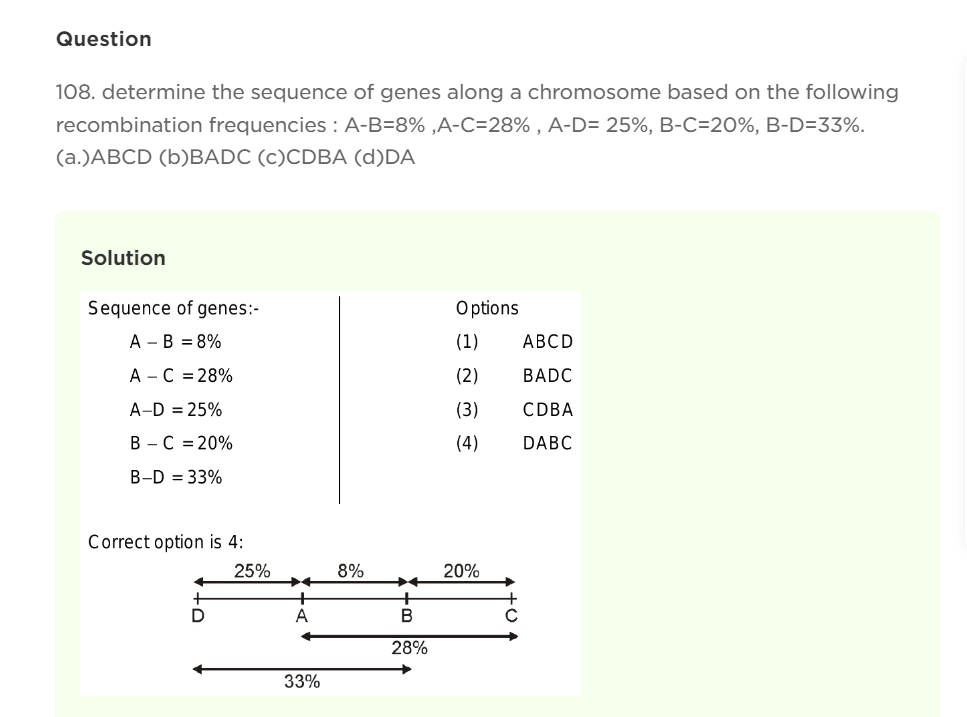 Question
108. determine the sequence of genes along a chromosome based on the following
recombination frequencies : A-B=8% ,A-C=28% , A-D= 25%, B-C=20%, B-D=33%.
(a.)ABCD (b)BADC (c)CDBA (d)DA
Solution
Sequence of genes:-
Options
A – B = 8%
(1) ABCD
A – C = 28%
(2) BADC
A–D = 25%
(3) CDBA
B – C = 20%
(4) DABC
B–D = 33%
Correct option is 4:
25% 8% 20%
D A B C
28%
33%